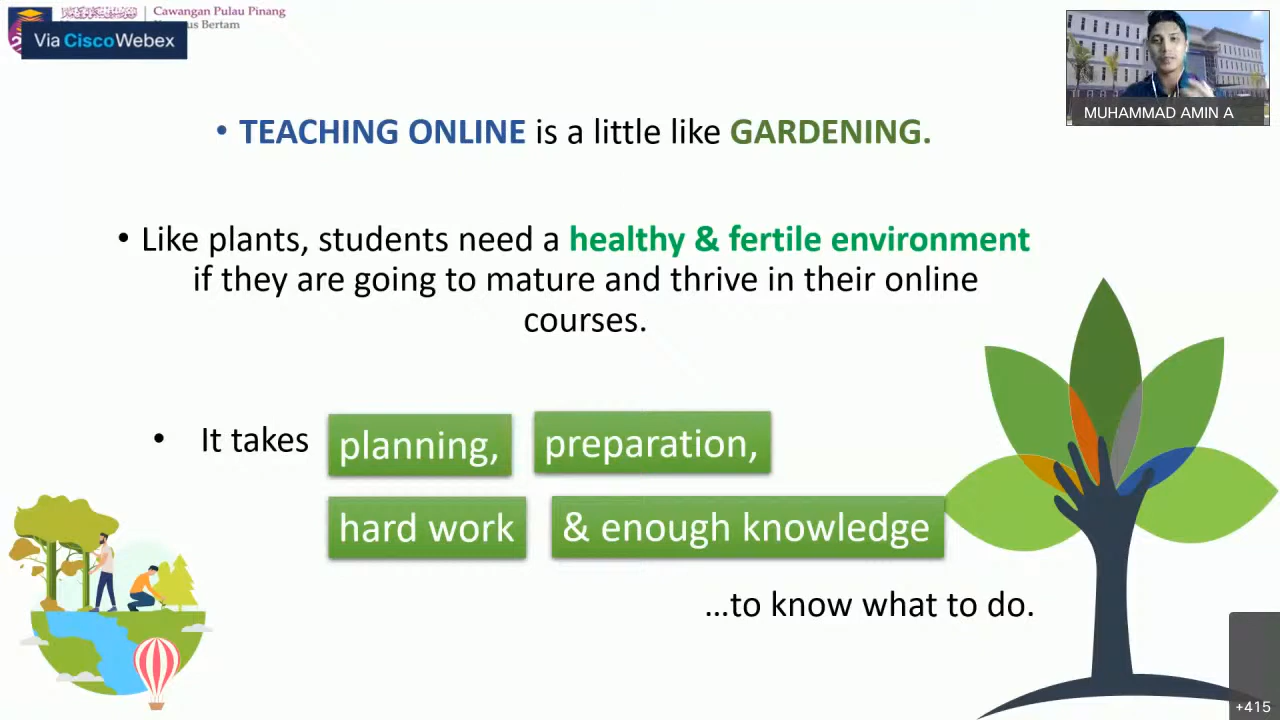 Cawangan Pulau Pinang
Bertam
Via Cisco Webex
MUHAMMAD AMIN A
• TEACHING ONLINE is a little like GARDENING.
• Like plants, students need a healthy & fertile environment
if they are going to mature and thrive in their online
courses.
• It takes planning, preparation,
hard work & enough knowledge
...to know what to do.
+415